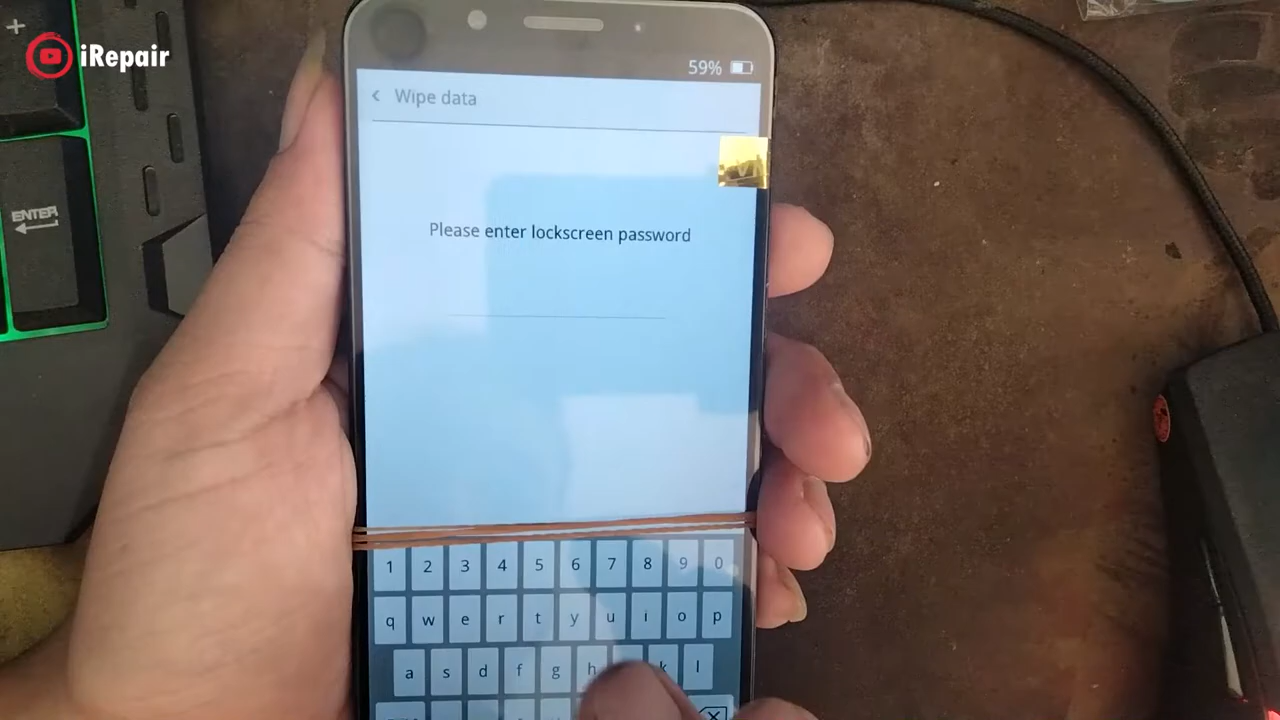 +
iRepair
59%
< Wipe data
ENTER
Please enter lockscreen password
1 2 3 4 5 6 7 8 9 0
q w e r t y u i o p
a s d f g h k l